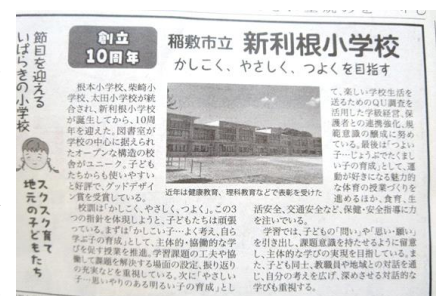 創立
10周年
稲敷市立 新利根小学校
かしこく、やさしく、つよくを目指す
節目を迎える
いばらきの小学校
スクスク育て
地元の子どもたち
根本小学校、柴崎小
学校、太田小学校が統
合され、新利根小学校
が誕生してから、10周
年を迎えた。図書室が
学校の中心に据えられ
たオープンな構造の校
舎がユニーク。子ども
たちからも使いやすい
と好評で、グッドデザイ
ン賞を受賞している。
校訓は「かしこく、やさしく、つよく」。この3
つの指針を体現しようと、子どもたちは頑張
っている。まずは「かしこい子…よく考え、自ら
学ぶ子の育成」として、主体的・協働的な学
びを促す授業を推進。学習課題の工夫や協
働して課題を解決する場面の設定、振り返り
の充実などを重視している。次に「やさしい
子…思いやりのある明るい子の育成」とし
近年は健康教育、理科教育などで表彰を受けた
て、楽しい学校生活を
送るためのQU調査を
活用した学級経営、保
護者との連携強化、規
範意識の醸成に努め
ている。最後は「つよい
子…じょうぶでたくまし
い子の育成」として、運
動が好きになる魅力的
な体育の授業づくりを
進めるほか、食育、生
活安全、交通安全など、保健・安全指導に力
を注いでいる。
学習では、子どもの「問い」や「思い・願い」
を引き出し、課題意識を持たせるように留意
し、主体的な学びの実現を目指している。ま
た、子ども同士、教職員や地域との対話を通
し、自分の考えを広げ、深めさせる対話的な
学びも重視する。